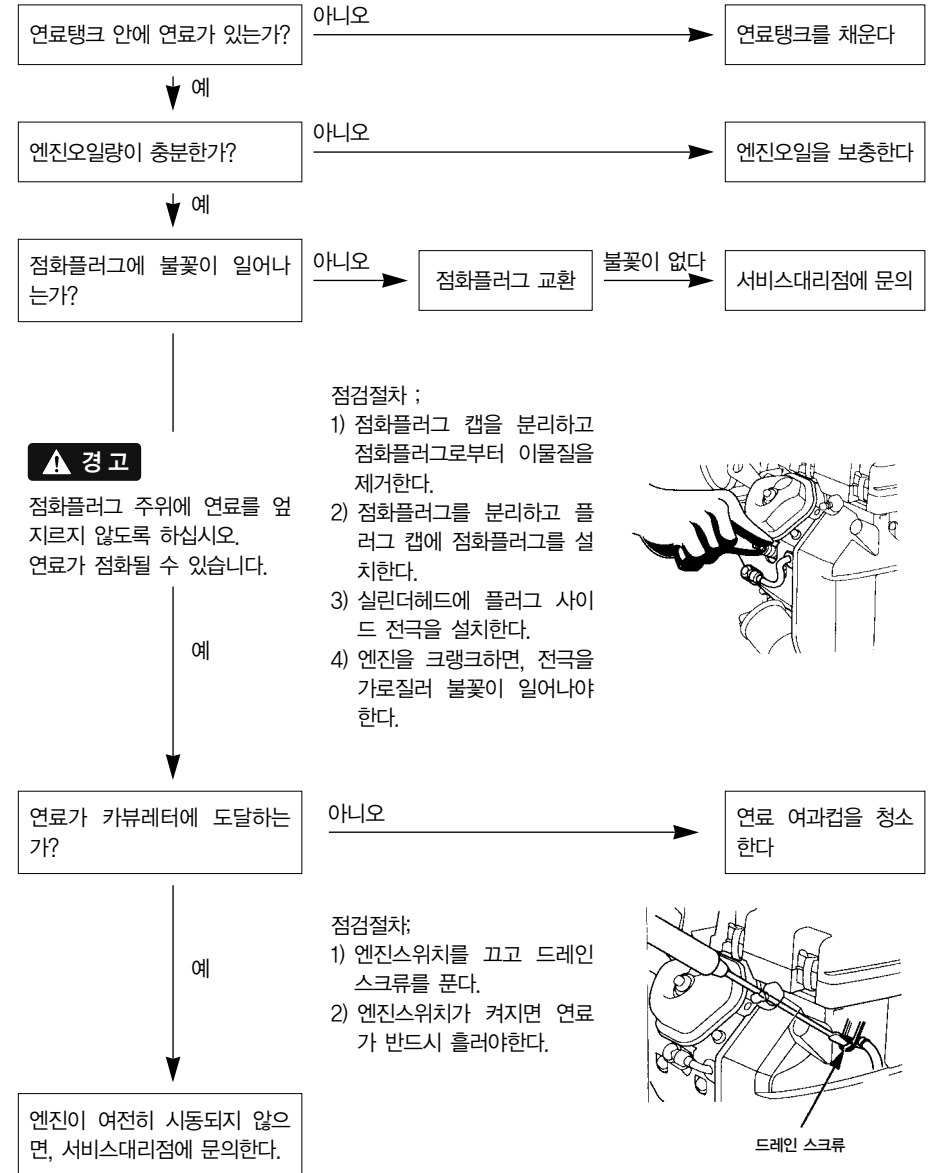 연료탱크 안에 연료가 있는가?
아니오
연료탱크를 채운다
예
엔진오일량이 충분한가?
아니오
엔진오일을 보충한다
예
점화플러그에 불꽃이 일어나
는가?
아니오
점화플러그 교환
불꽃이 없다
서비스대리점에 문의
경고
점화플러그 주위에 연료를 엎
지르지 않도록 하십시오.
연료가 점화될 수 있습니다.
예
점검절차 ;
1) 점화플러그 캡을 분리하고
점화플러그로부터 이물질을
제거한다.
2) 점화플러그를 분리하고 플
러그 캡에 점화플러그를 설
치한다.
3) 실린더헤드에 플러그 사이
드 전극을 설치한다.
4) 엔진을 크랭크하면, 전극을
가로질러 불꽃이 일어나야
한다.
연료가 카뷰레터에 도달하는
가?
아니오
연료 여과컵을 청소
한다
예
점검절차;
1) 엔진스위치를 끄고 드레인
스크류를 푼다.
2) 엔진스위치가 켜지면 연료
가 반드시 흘러야한다.
드레인 스크류
엔진이 여전히 시동되지 않으
면, 서비스대리점에 문의한다.